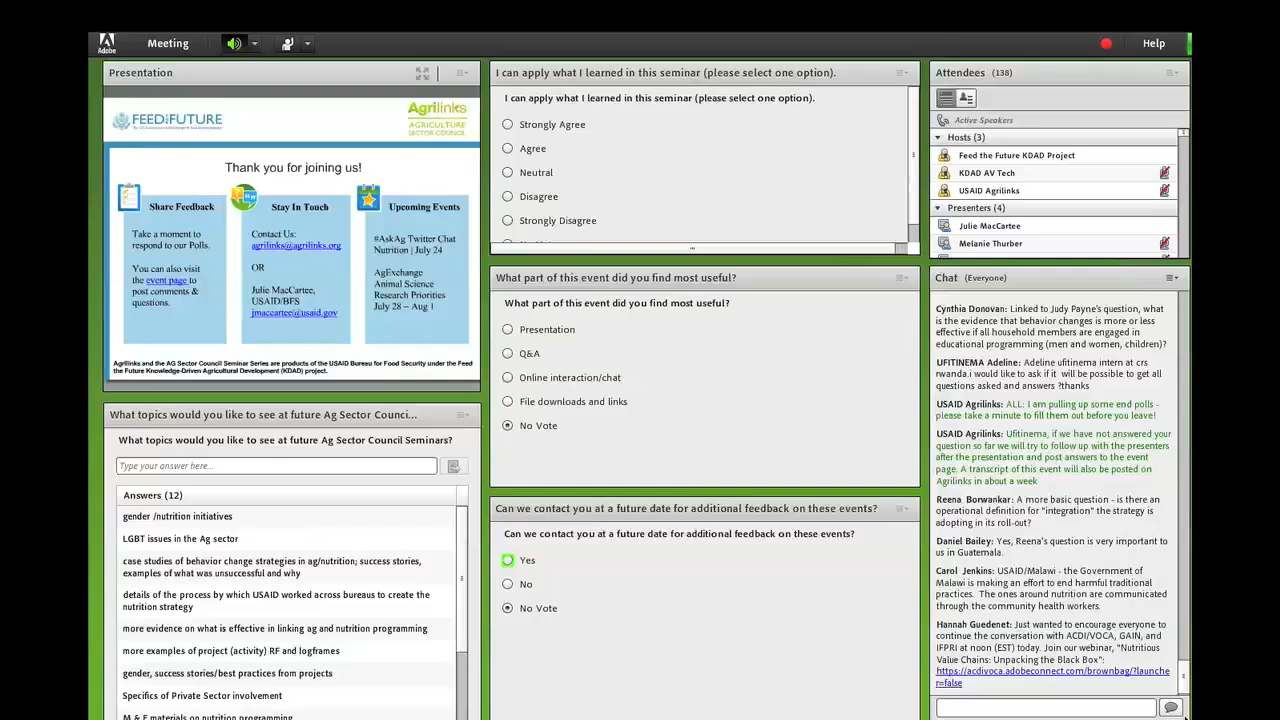 Adobe
Meeting
Help
Presentation
FEED the FUTURE
Agrilinks
AGRICULTURE
SECTOR COUNCIL
Thank you for joining us!
Share Feedback
Take a moment to
respond to our Polls.
You can also visit
the event page to
post comments &
questions.
Stay In Touch
Contact Us:
agrilinks@agrilinks.org
OR
Julie MacCartee,
USAID/BFS
jmaccartee@usaid.gov
Upcoming Events
#AskAg Twitter Chat
Nutrition | July 24
AgExchange
Animal Science
Research Priorities
July 28 – Aug 1
Agrilinks and the AG Sector Council Seminar Series are products of the USAID Bureau for Food Security under the Feed
the Future Knowledge-Driven Agricultural Development (KDAD) project.
What topics would you like to see at future Ag Sector Counci...
What topics would you like to see at future Ag Sector Council Seminars?
Type your answer here...
Answers (12)
gender /nutrition initiatives
LGBT issues in the Ag sector
case studies of behavior change strategies in ag/nutrition; success stories,
examples of what was unsuccessful and why
details of the process by which USAID worked across bureaus to create the
nutrition strategy
more evidence on what is effective in linking ag and nutrition programming
more examples of project (activity) RF and logframes
gender, success stories/best practices from projects
Specifics of Private Sector involvement
M & E materials on nutrition programming
I can apply what I learned in this seminar (please select one option).
I can apply what I learned in this seminar (please select one option).
Strongly Agree
Agree
Neutral
Disagree
Strongly Disagree
What part of this event did you find most useful?
What part of this event did you find most useful?
Presentation
Q&A
Online interaction/chat
File downloads and links
No Vote
Can we contact you at a future date for additional feedback on these events?
Can we contact you at a future date for additional feedback on these events?
Yes
No
No Vote
Attendees (138)
Active Speakers
Hosts (3)
Feed the Future KDAD Project
KDAD AV Tech
USAID Agrilinks
Presenters (4)
Julie MacCartee
Melanie Thurber
Chat (Everyone)
Cynthia Donovan: Linked to Judy Payne's question, what
is the evidence that behavior changes is more or less
effective if all household members are engaged in
educational programming (men and women, children)?
UFITINEMA Adeline: Adeline ufitinema intern at crs
rwanda.i would like to ask if it will be possible to get all
questions asked and answers ?thanks
USAID Agrilinks: ALL: I am pulling up some end polls -
please take a minute to fill them out before you leave!
USAID Agrilinks: Ufitinema, if we have not answered your
question so far we will try to follow up with the presenters
after the presentation and post answers to the event
page. A transcript of this event will also be posted on
Agrilinks in about a week
Reena Borwankar: A more basic question - is there an
operational definition for "integration" the strategy is
adopting in its roll-out?
Daniel Bailey: Yes, Reena's question is very important to
us in Guatemala.
Carol Jenkins: USAID/Malawi - the Government of
Malawi is making an effort to end harmful traditional
practices. The ones around nutrition are communicated
through the community health workers.
Hannah Guedenet: Just wanted to encourage everyone to
continue the conversation with ACDI/VOCA, GAIN, and
IFPRI at noon (EST) today. Join our webinar, "Nutritious
Value Chains: Unpacking the Black Box":
https://acdivoca.adobeconnect.com/brownbag/?launche
r=false